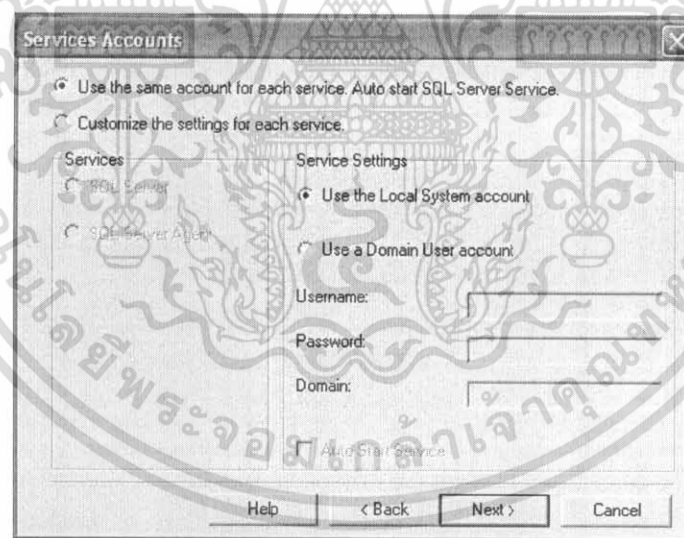 Services Accounts
Use the same account for each service. Auto start SQL Server Service.
Customize the settings for each service.
Services
SQL Server
SQL Server Agent
Service Settings
Use the Local System account
Use a Domain User account
Username:
Password:
Domain:
Auto Start Service
Help
< Back
Next >
Cancel